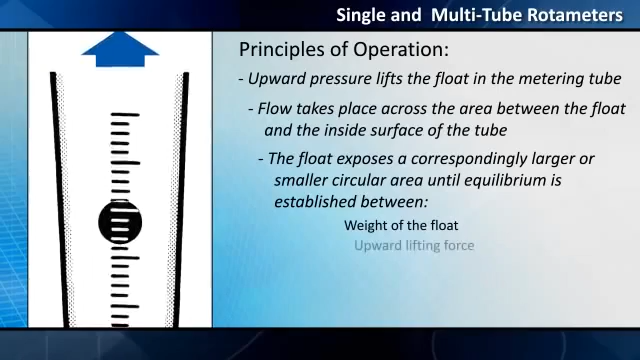 Single and Multi-Tube Rotameters
Principles of Operation:
- Upward pressure lifts the float in the metering tube
- Flow takes place across the area between the float
and the inside surface of the tube
- The float exposes a correspondingly larger or
smaller circular area until equilibrium is
established between:
Weight of the float
Upward lifting force